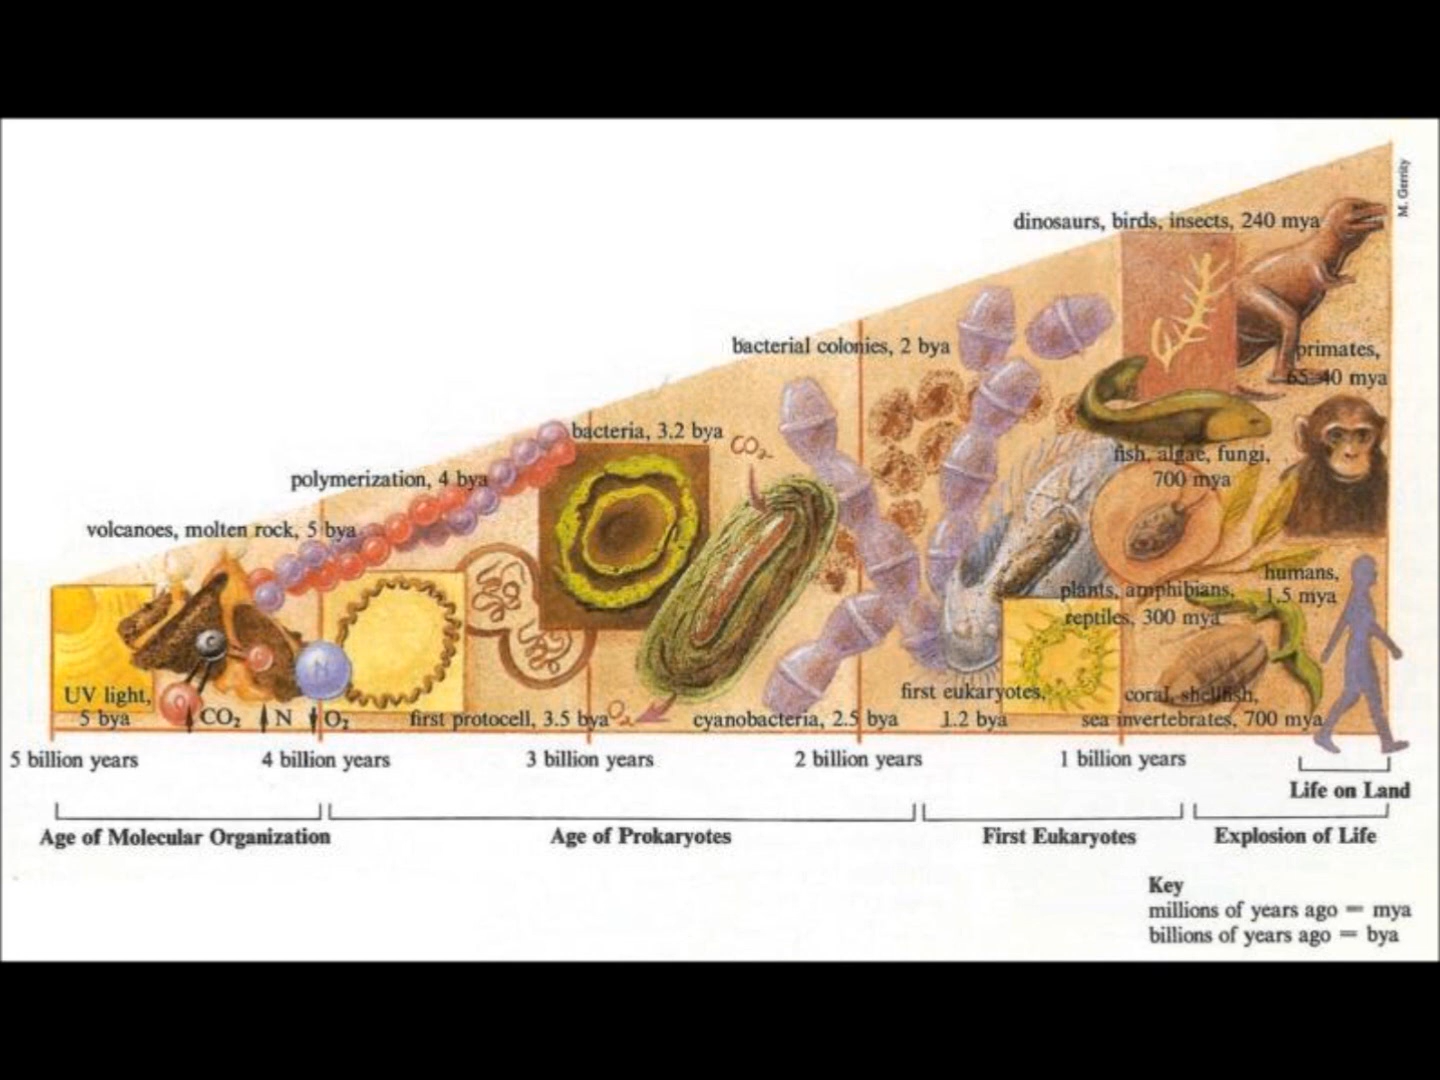 M. Gerrity
dinosaurs, birds, insects, 240 mya
bacterial colonies, 2 bya
primates,
65-40 mya
bacteria, 3.2 bya
CO₂
fish, algae, fungi,
700 mya
polymerization, 4 bya
volcanoes, molten rock, 5 bya
humans,
1.5 mya
plants, amphibians,
reptiles, 300 mya
N
UV light,
5 bya
CO₂
N
O₂
first protocell, 3.5 bya
O₂
cyanobacteria, 2.5 bya
first eukaryotes,
1.2 bya
coral, shellfish,
sea invertebrates, 700 mya
5 billion years
4 billion years
3 billion years
2 billion years
1 billion years
Life on Land
Age of Molecular Organization
Age of Prokaryotes
First Eukaryotes
Explosion of Life
Key
millions of years ago = mya
billions of years ago = bya